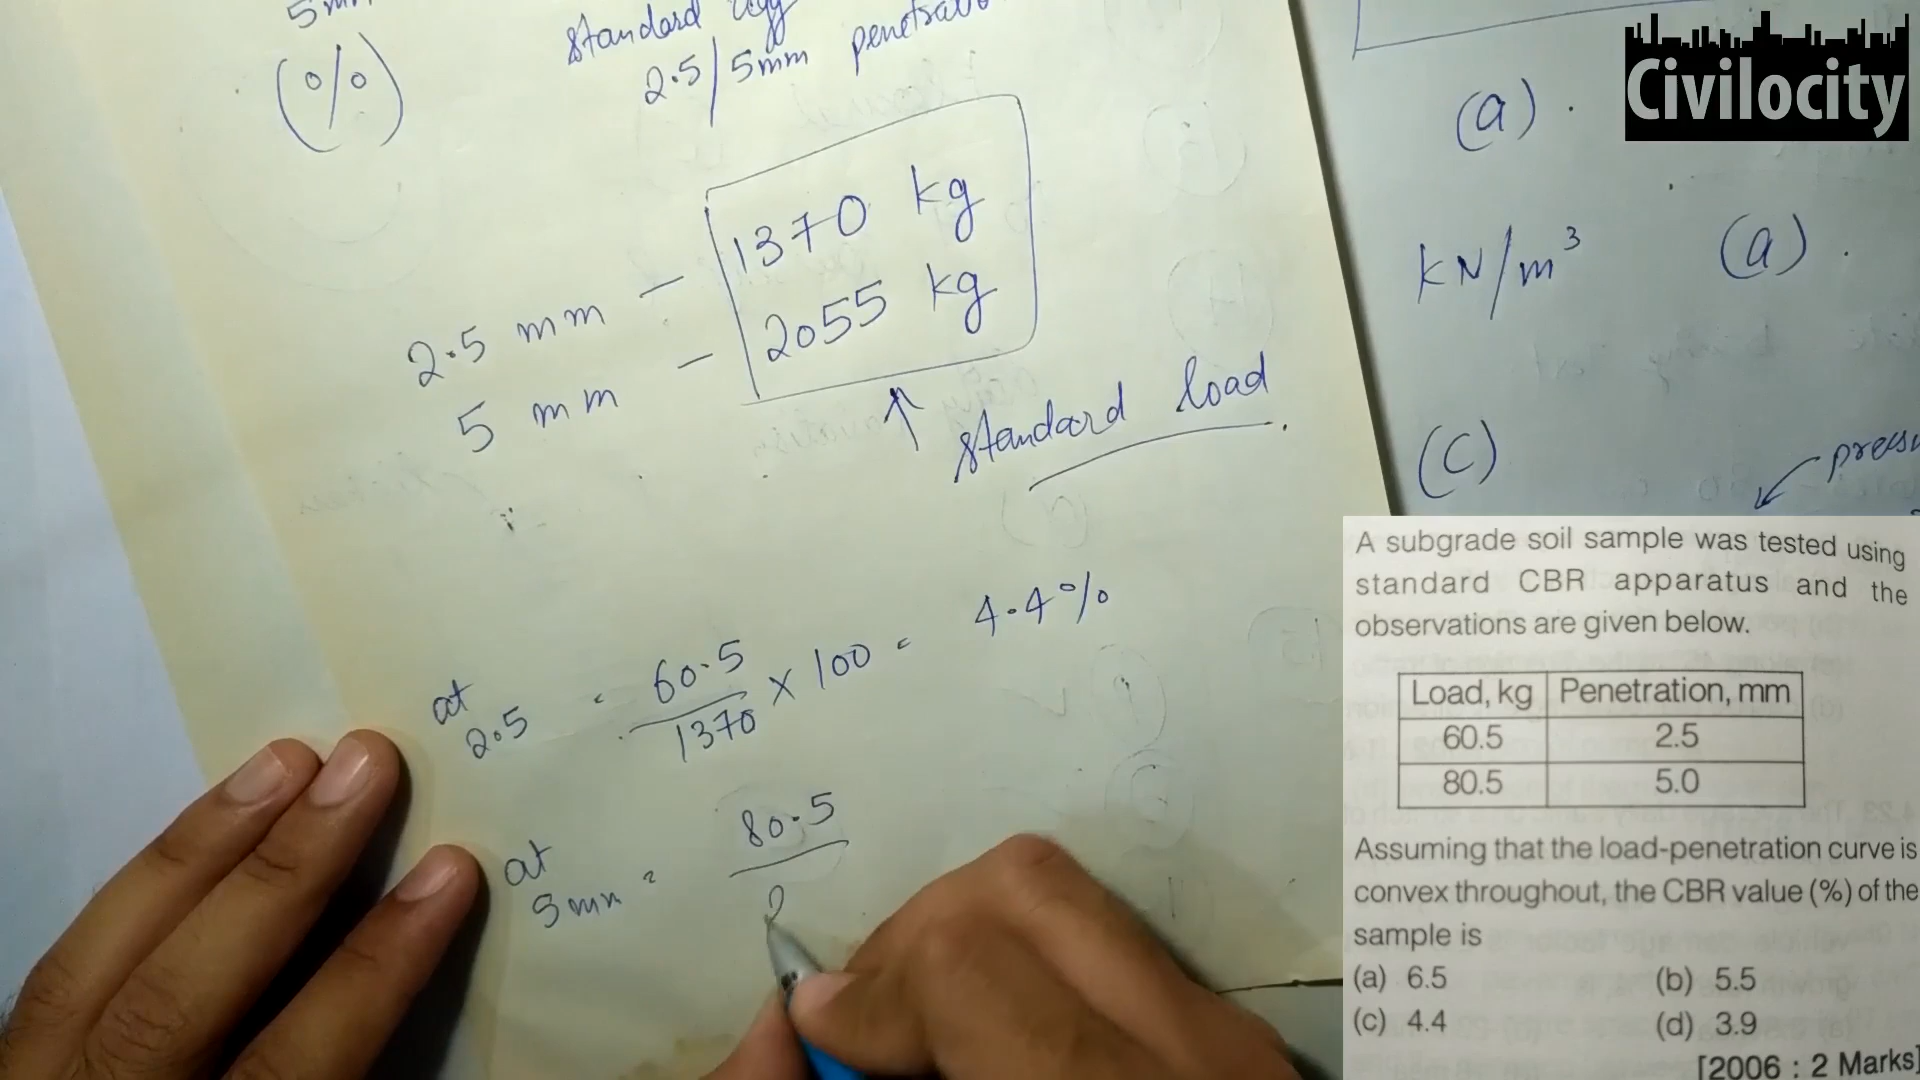 5mm
(%)
standard
2.5/5mm penetratio
2.5 mm - 1370 kg
5 mm - 2055 kg
↑ standard load.
at 2.5 = 60.5/1370 × 100 = 4.4%
at 5mm = 80.5
(a).
kN/m³ (a).
(C)
Civilocity
A subgrade soil sample was tested using
standard CBR apparatus and the
observations are given below.
Load, kg Penetration, mm
60.5 2.5
80.5 5.0
Assuming that the load-penetration curve is
convex throughout, the CBR value (%) of the
sample is
(a) 6.5 (b) 5.5
(c) 4.4 (d) 3.9
[2006 : 2 Marks]